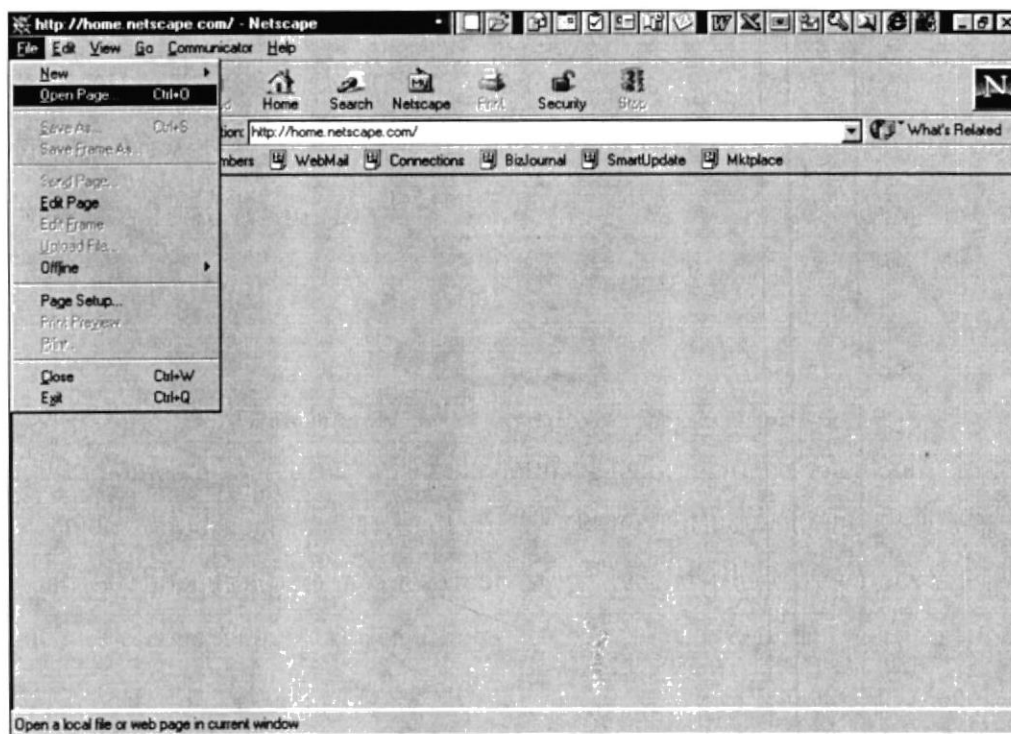 http://home.netscape.com/ - Netscape
File Edit View Go Communicator Help
New
Open Page... Ctrl+O
Save As... Ctrl+S
Save Frame As...
Send Page...
Edit Page
Edit Frame
Upload File...
Offline
Page Setup...
Print Preview
Print...
Close Ctrl+W
Exit Ctrl+Q
Home Search Netscape Print Security Stop
tion: http://home.netscape.com/ What's Related
mbers WebMail Connections BizJournal SmartUpdate Mktplace
N
Open a local file or web page in current window